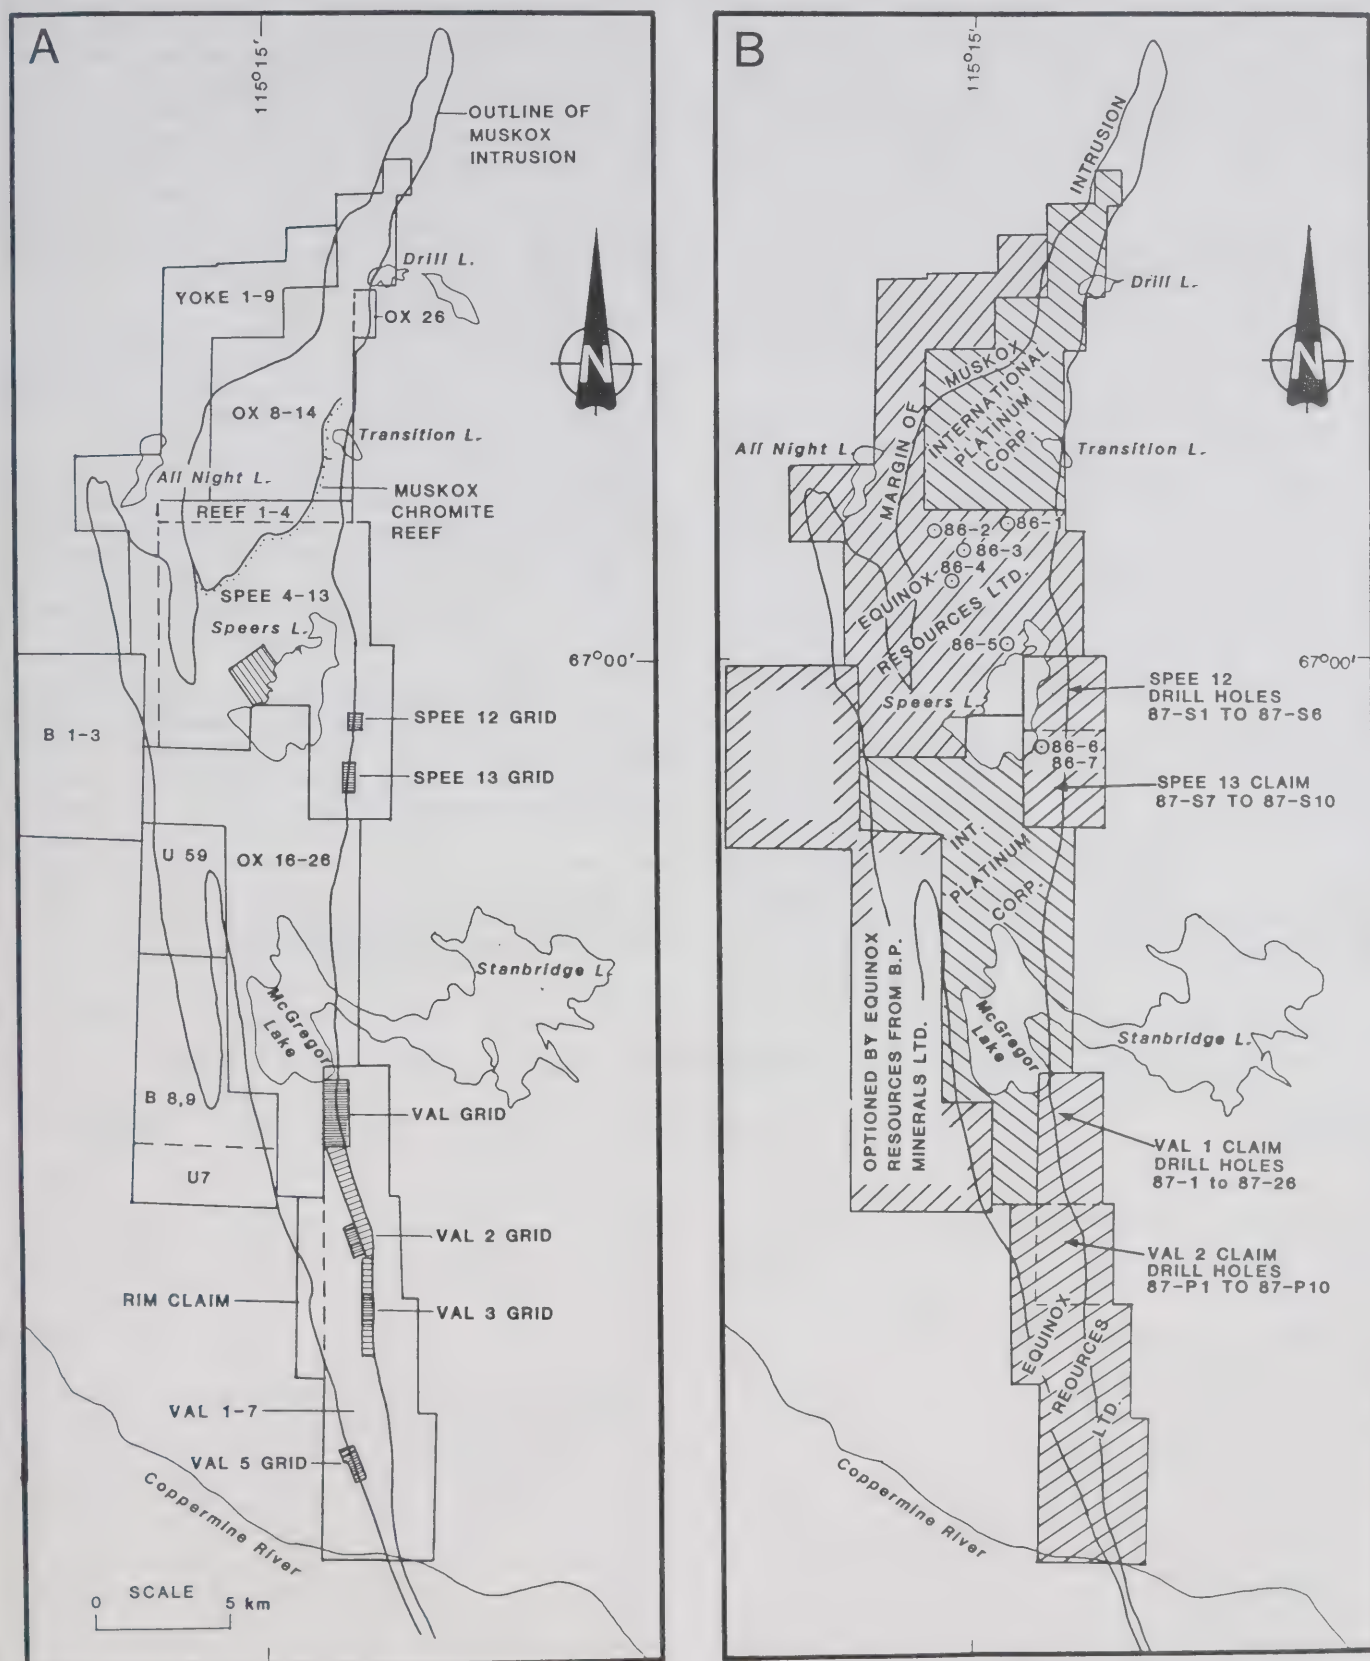 A
115°15′
OUTLINE OF
MUSKOX
INTRUSION
Drill L.
YOKE 1-9
OX 26
N
OX 8-14
Transition L.
All Night L.
MUSKOX
CHROMITE
REEF
REEF 1-4
SPEE 4-13
Speers L.
67°00′
SPEE 12 GRID
B 1-3
SPEE 13 GRID
U 59
OX 16-26
Stanbridge L.
McGregor
Lake
B 8,9
VAL GRID
U7
VAL 2 GRID
RIM CLAIM
VAL 3 GRID
VAL 1-7
VAL 5 GRID
Coppermine River
SCALE
0 5 km
B
115°15′
INTRUSION
Drill L.
N
MUSKOX
INTERNATIONAL
PLATINUM
CORP.
All Night L.
Transition L.
MARGIN OF
86-1
86-2
86-3
86-4
EQUINOX
RESOURCES LTD.
86-5
67°00′
Speers L.
SPEE 12
DRILL HOLES
87-S1 TO 87-S6
86-6
86-7
SPEE 13 CLAIM
87-S7 TO 87-S10
INT.
PLATINUM
CORP.
OPTIONED BY EQUINOX
RESOURCES FROM B.P.
MINERALS LTD.
McGregor
Lake
Stanbridge L.
VAL 1 CLAIM
DRILL HOLES
87-1 to 87-26
VAL 2 CLAIM
DRILL HOLES
87-P1 TO 87-P10
EQUINOX
REOURCES
LTD.
Coppermine River